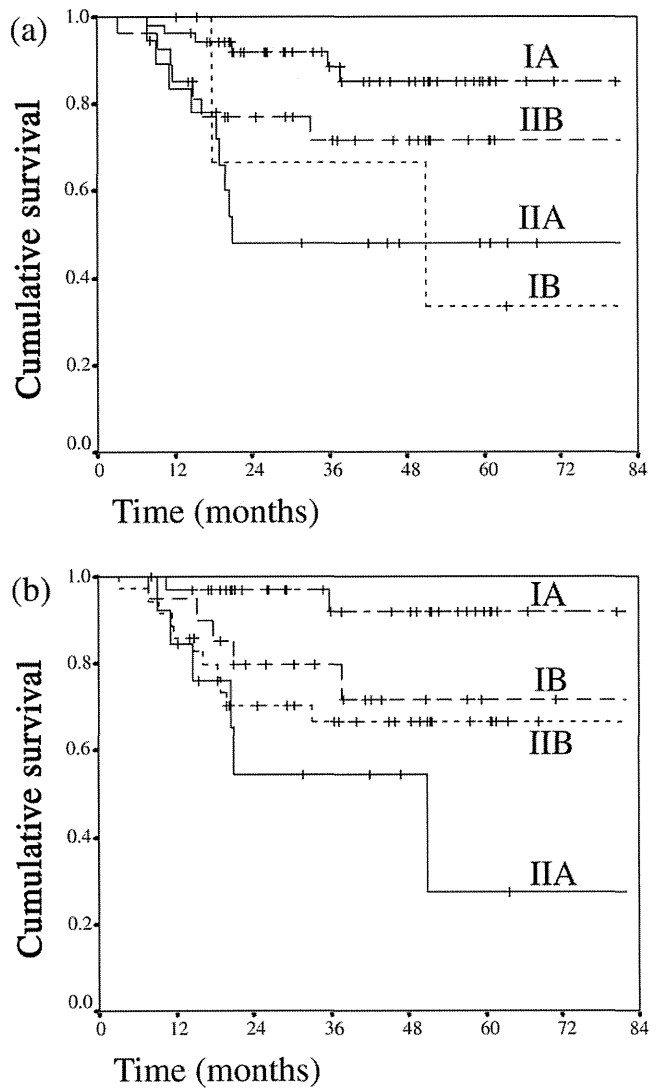 (a)
Cumulative survival
1.0
0.8
0.6
0.4
0.2
0.0
IA
IIB
IIA
IB
0 12 24 36 48 60 72 84
Time (months)
(b)
Cumulative survival
1.0
0.8
0.6
0.4
0.2
0.0
IA
IB
IIB
IIA
0 12 24 36 48 60 72 84
Time (months)